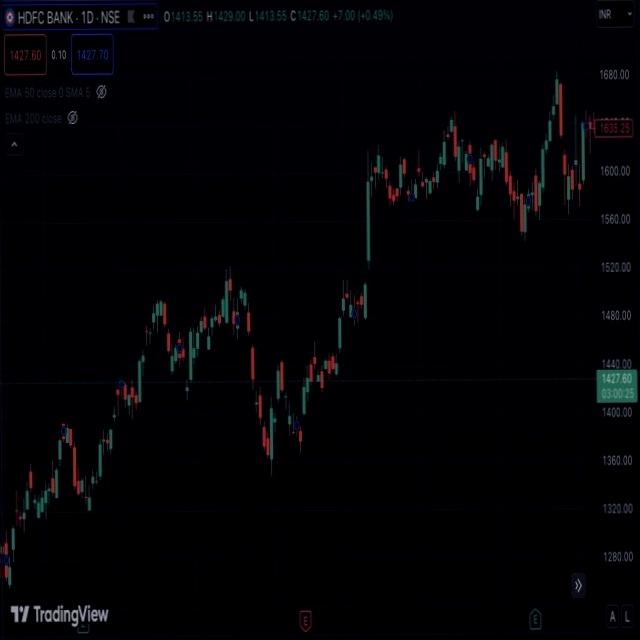 HDFC BANK · 1D · NSE O1413.55 H1429.00 L1413.55 C1427.60 +7.00 (+0.49%) INR
1427.60 0.10 1427.70
EMA 50 close 0 SMA 5
EMA 200 close
1680.00
1635.25
1600.00
1560.00
1520.00
1480.00
1440.00
1427.60
03:00:25
1400.00
1360.00
1320.00
1280.00
TradingView
E E A L